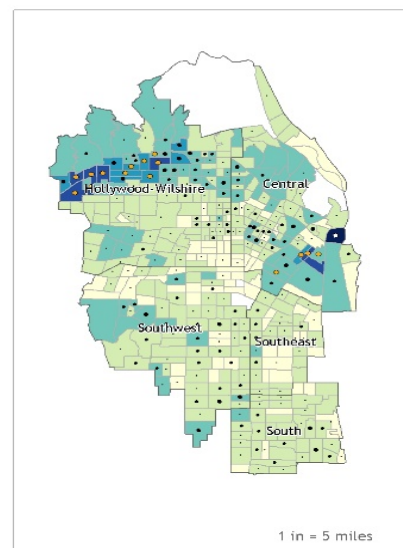 Hollywood-Wilshire
Central
Southwest
Southeast
South
1 in = 5 miles